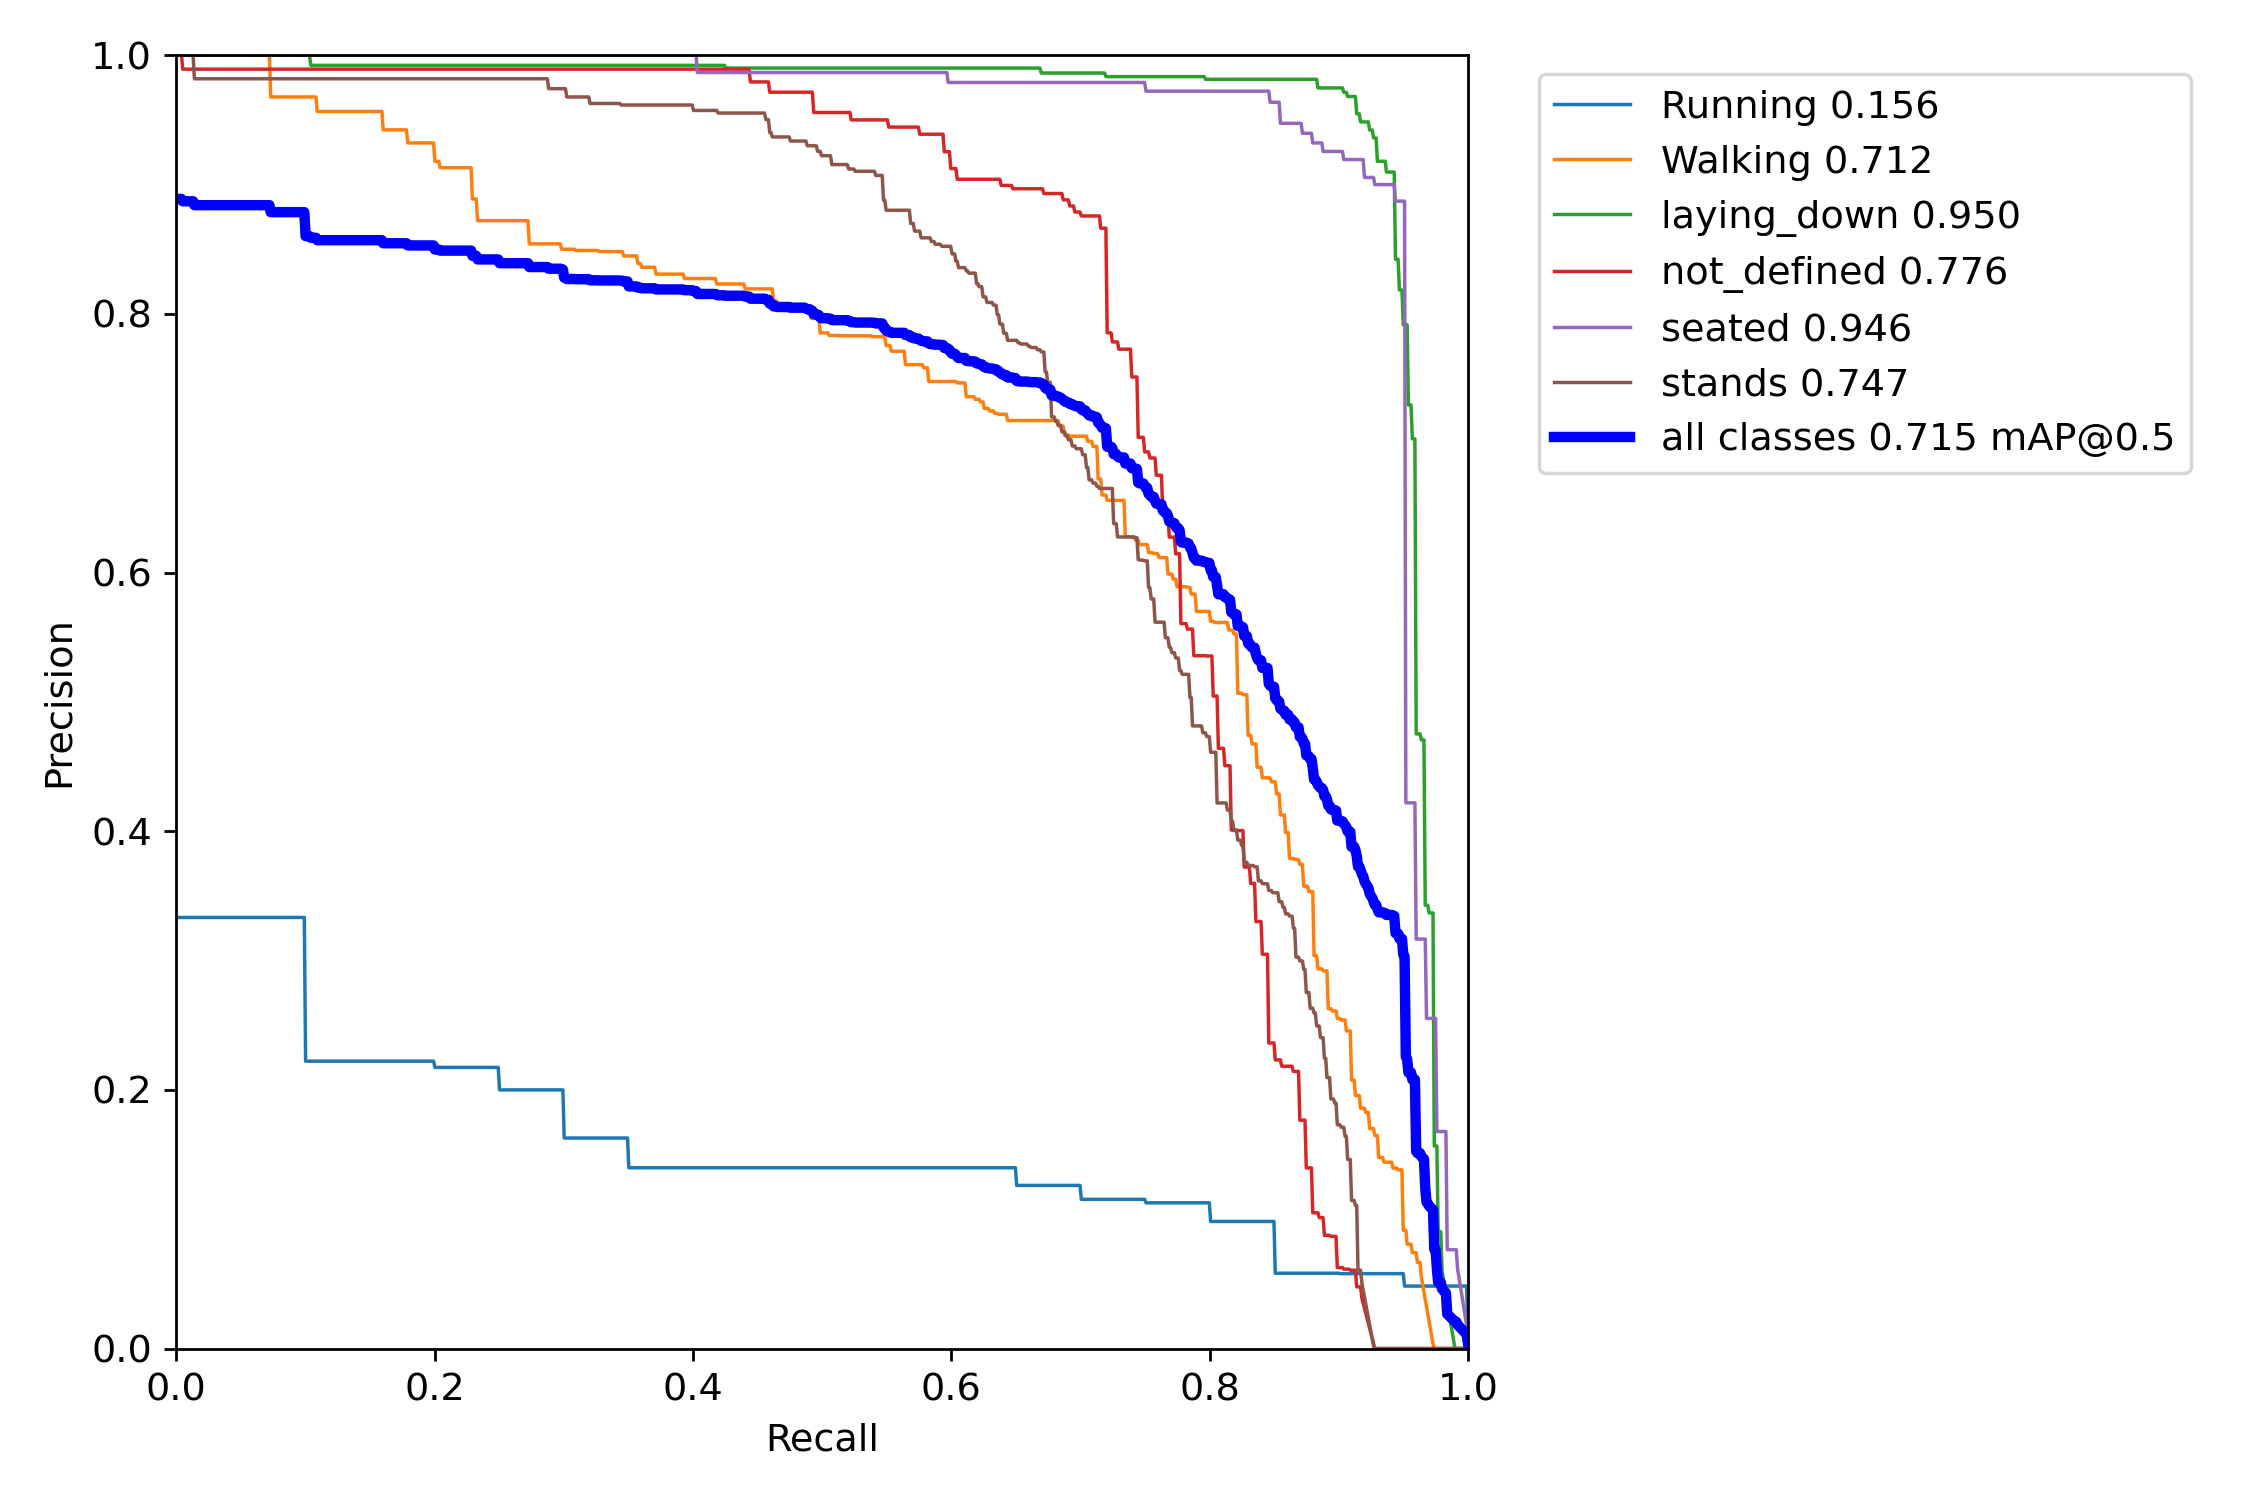 1.0
0.8
0.6
0.4
0.2
0.0
0.0 0.2 0.4 0.6 0.8 1.0
Precision
Recall
Running 0.156
Walking 0.712
laying_down 0.950
not_defined 0.776
seated 0.946
stands 0.747
all classes 0.715 mAP@0.5